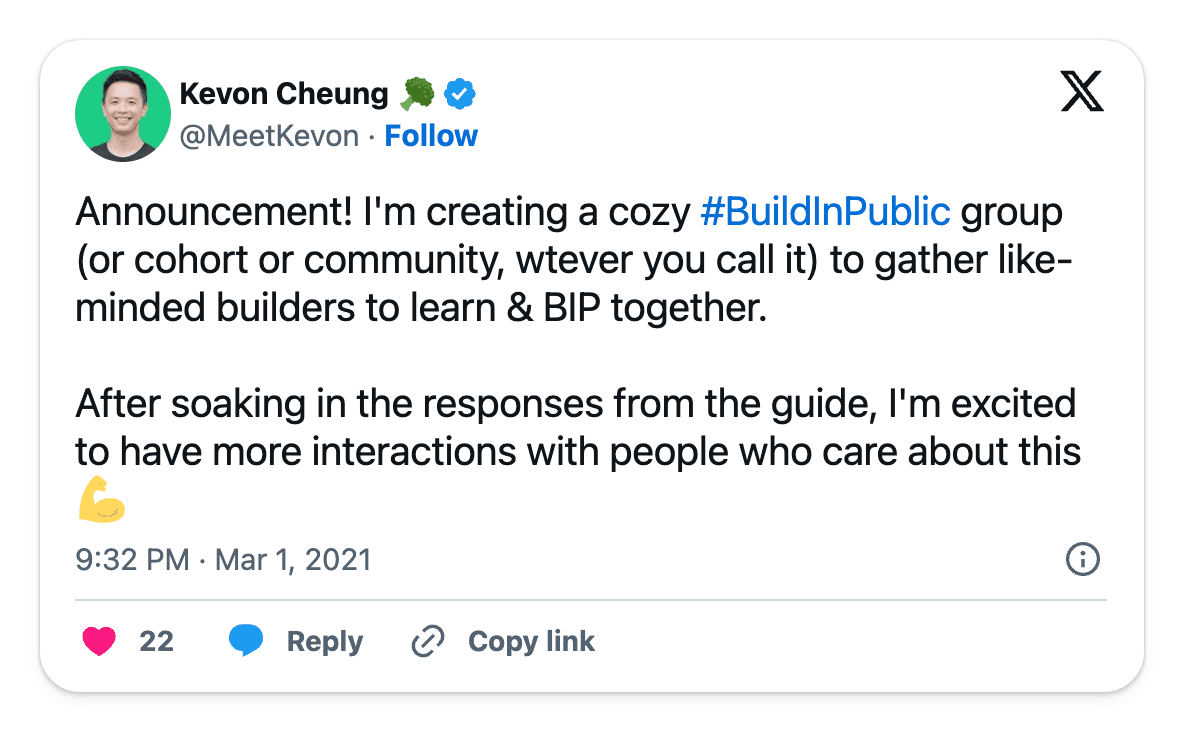 Kevon Cheung 🥦
@MeetKevon · Follow
Announcement! I'm creating a cozy #BuildInPublic group
(or cohort or community, wtever you call it) to gather like-
minded builders to learn & BIP together.
After soaking in the responses from the guide, I'm excited
to have more interactions with people who care about this
💪
9:32 PM · Mar 1, 2021
22 Reply Copy link